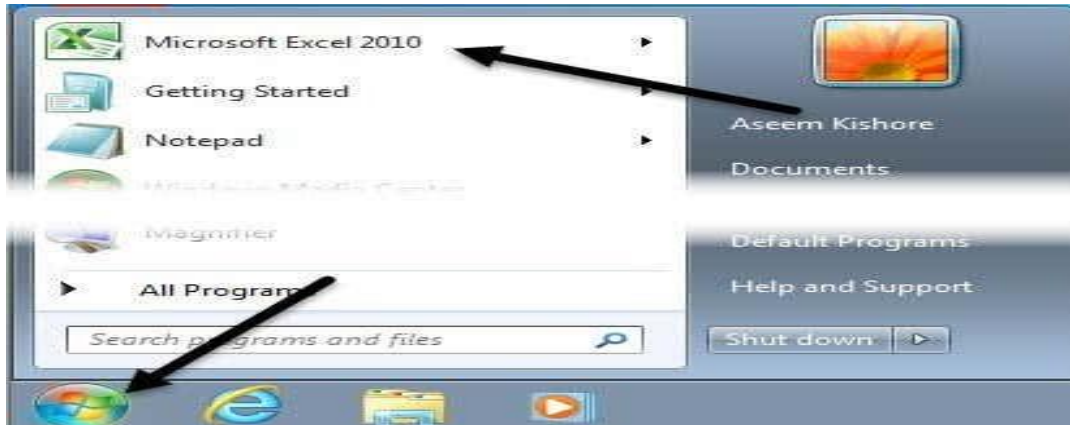 Microsoft Excel 2010
Getting Started
Notepad
Magnifier
All Programs
Search programs and files
Aseem Kishore
Documents
Default Programs
Help and Support
Shut down